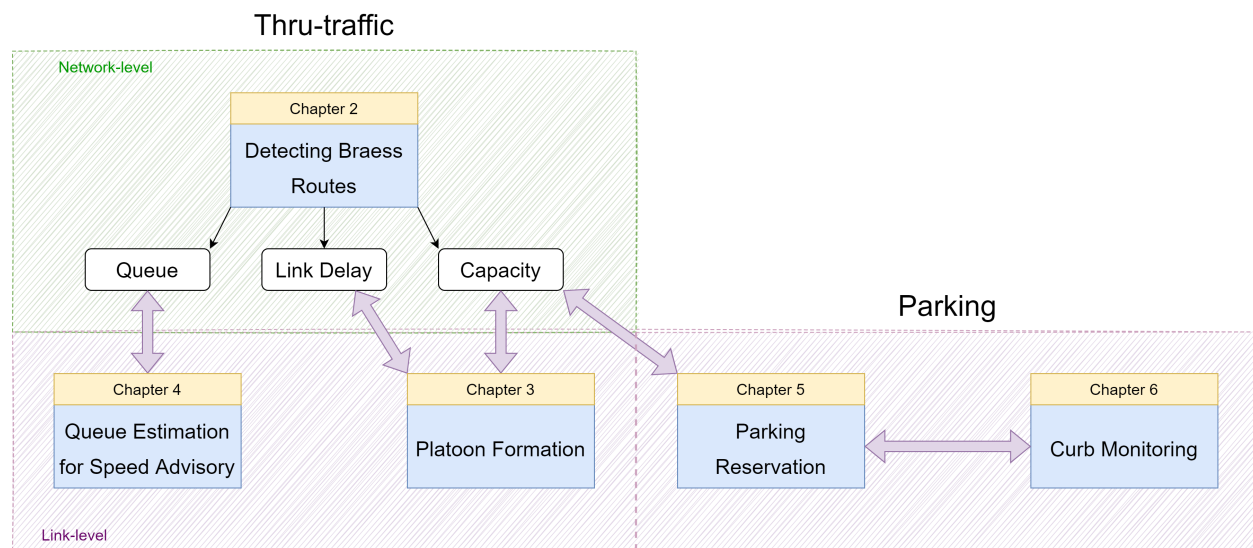 Thru-traffic
Network-level
Chapter 2
Detecting Braess
Routes
Queue
Link Delay
Capacity
Parking
Chapter 4
Queue Estimation
for Speed Advisory
Chapter 3
Platoon Formation
Chapter 5
Parking
Reservation
Chapter 6
Curb Monitoring
Link-level